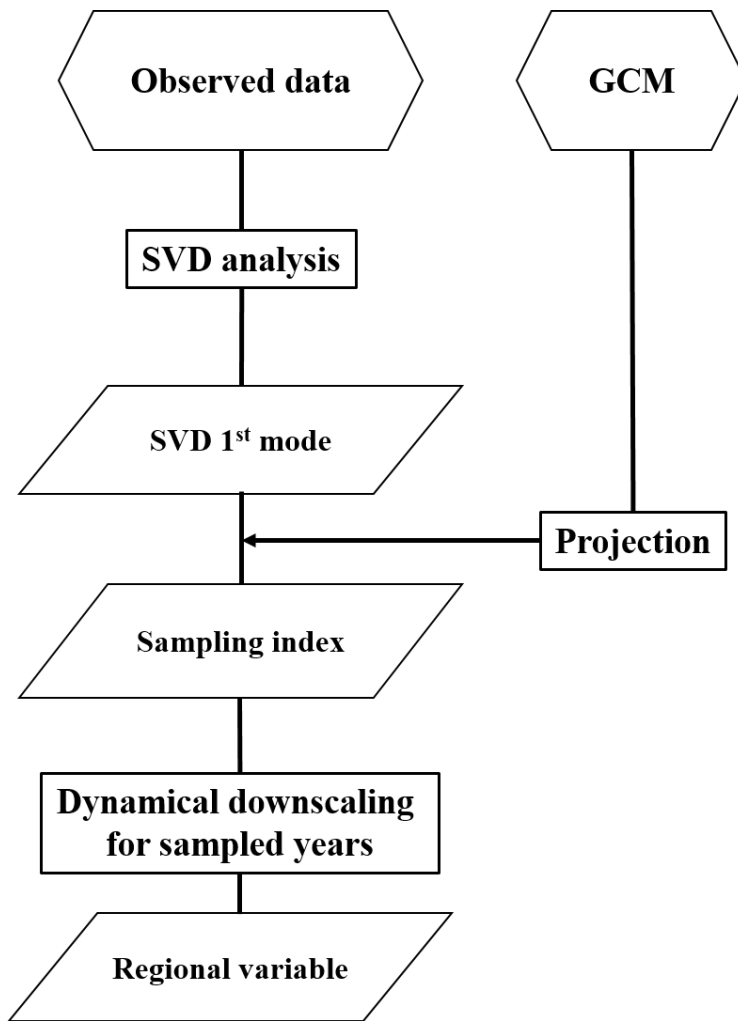 Observed data
GCM
SVD analysis
SVD 1st mode
Projection
Sampling index
Dynamical downscaling
for sampled years
Regional variable